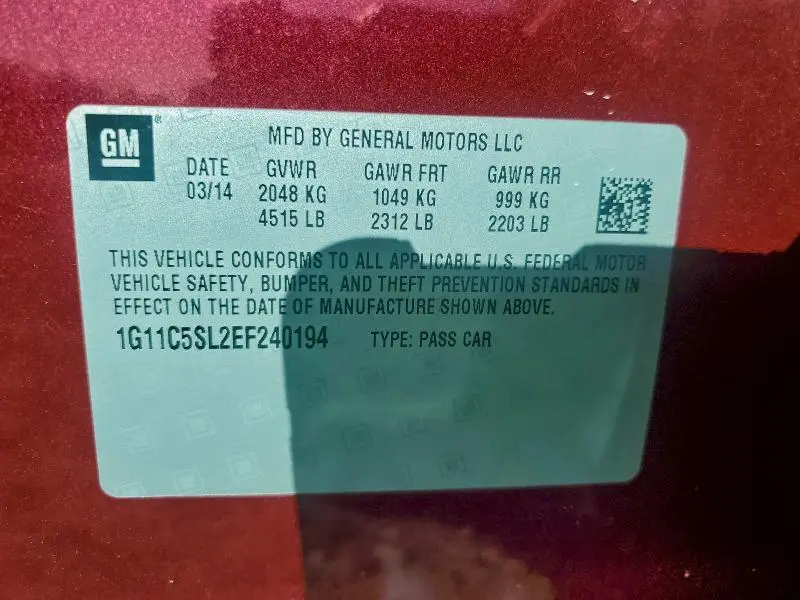 GM ®
MFD BY GENERAL MOTORS LLC
DATE GVWR GAWR FRT GAWR RR
03/14 2048 KG 1049 KG 999 KG
4515 LB 2312 LB 2203 LB
THIS VEHICLE CONFORMS TO ALL APPLICABLE U.S. FEDERAL MOTOR
VEHICLE SAFETY, BUMPER, AND THEFT PREVENTION STANDARDS IN
EFFECT ON THE DATE OF MANUFACTURE SHOWN ABOVE.
1G11C5SL2EF240194 TYPE: PASS CAR